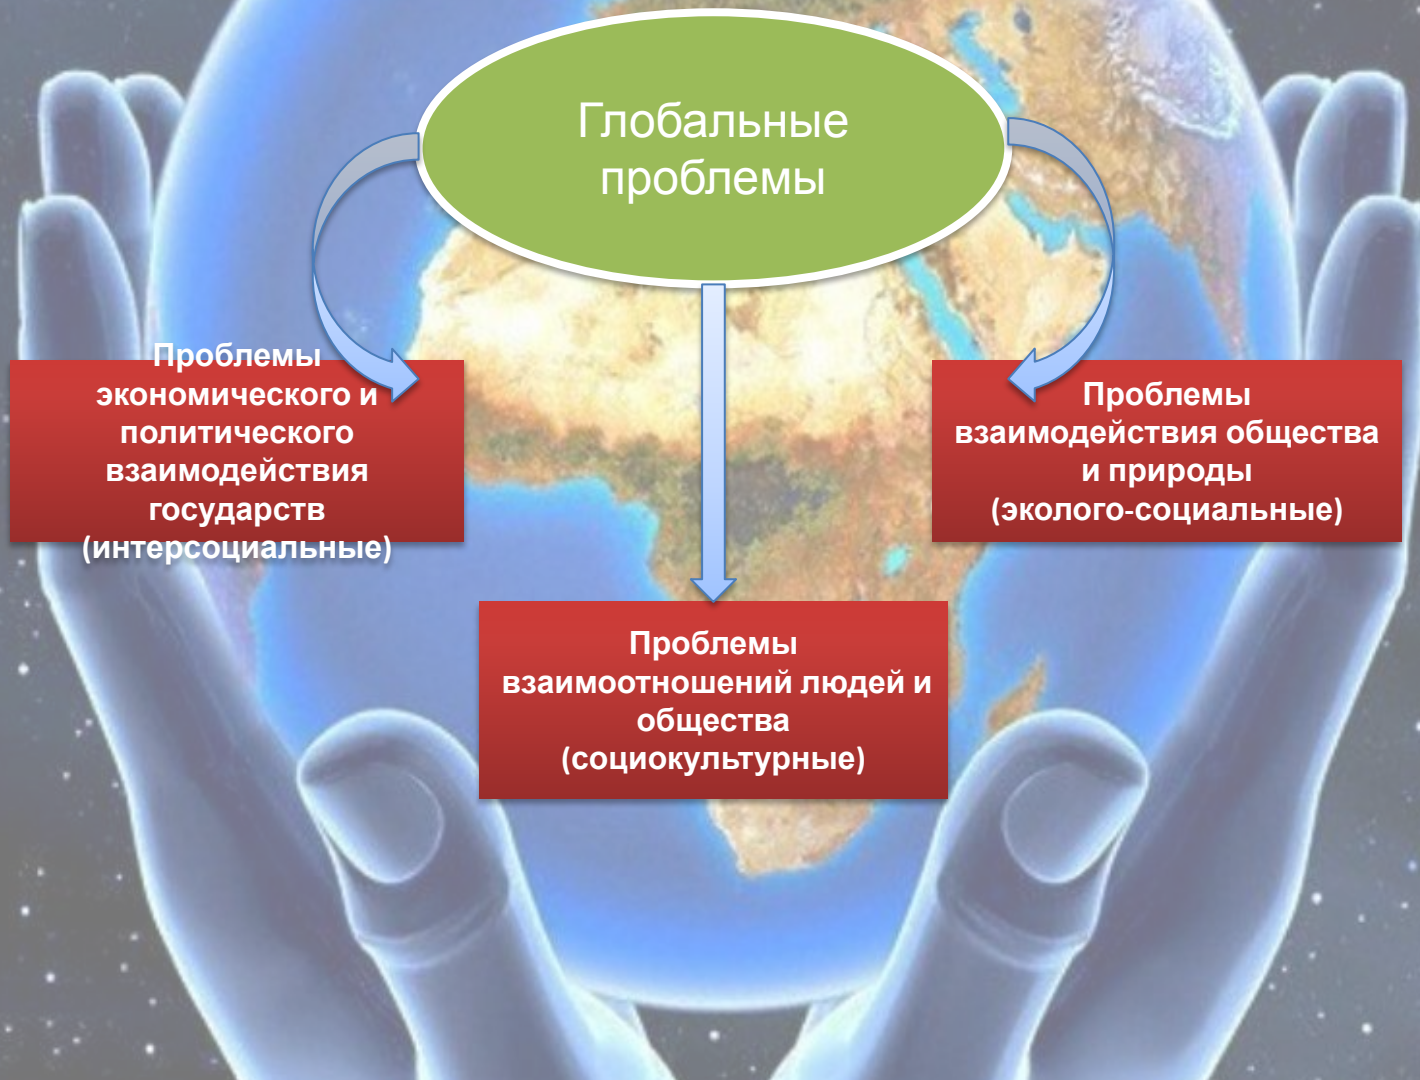 Глобальные
проблемы
Проблемы
экономического и
политического
взаимодействия
государств
(интерсоциальные)
Проблемы
взаимодействия общества
и природы
(эколого-социальные)
Проблемы
взаимоотношений людей и
общества
(социокультурные)